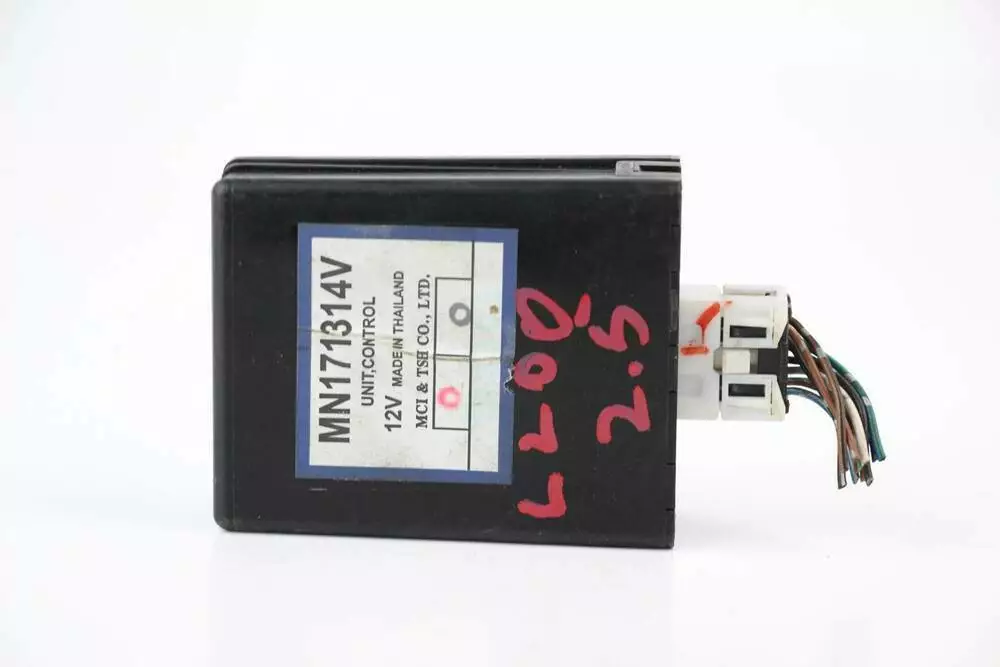 MN171314V
UNIT,CONTROL
12V MADE IN THAILAND
MCI & TSH CO., LTD.
L200
2.5